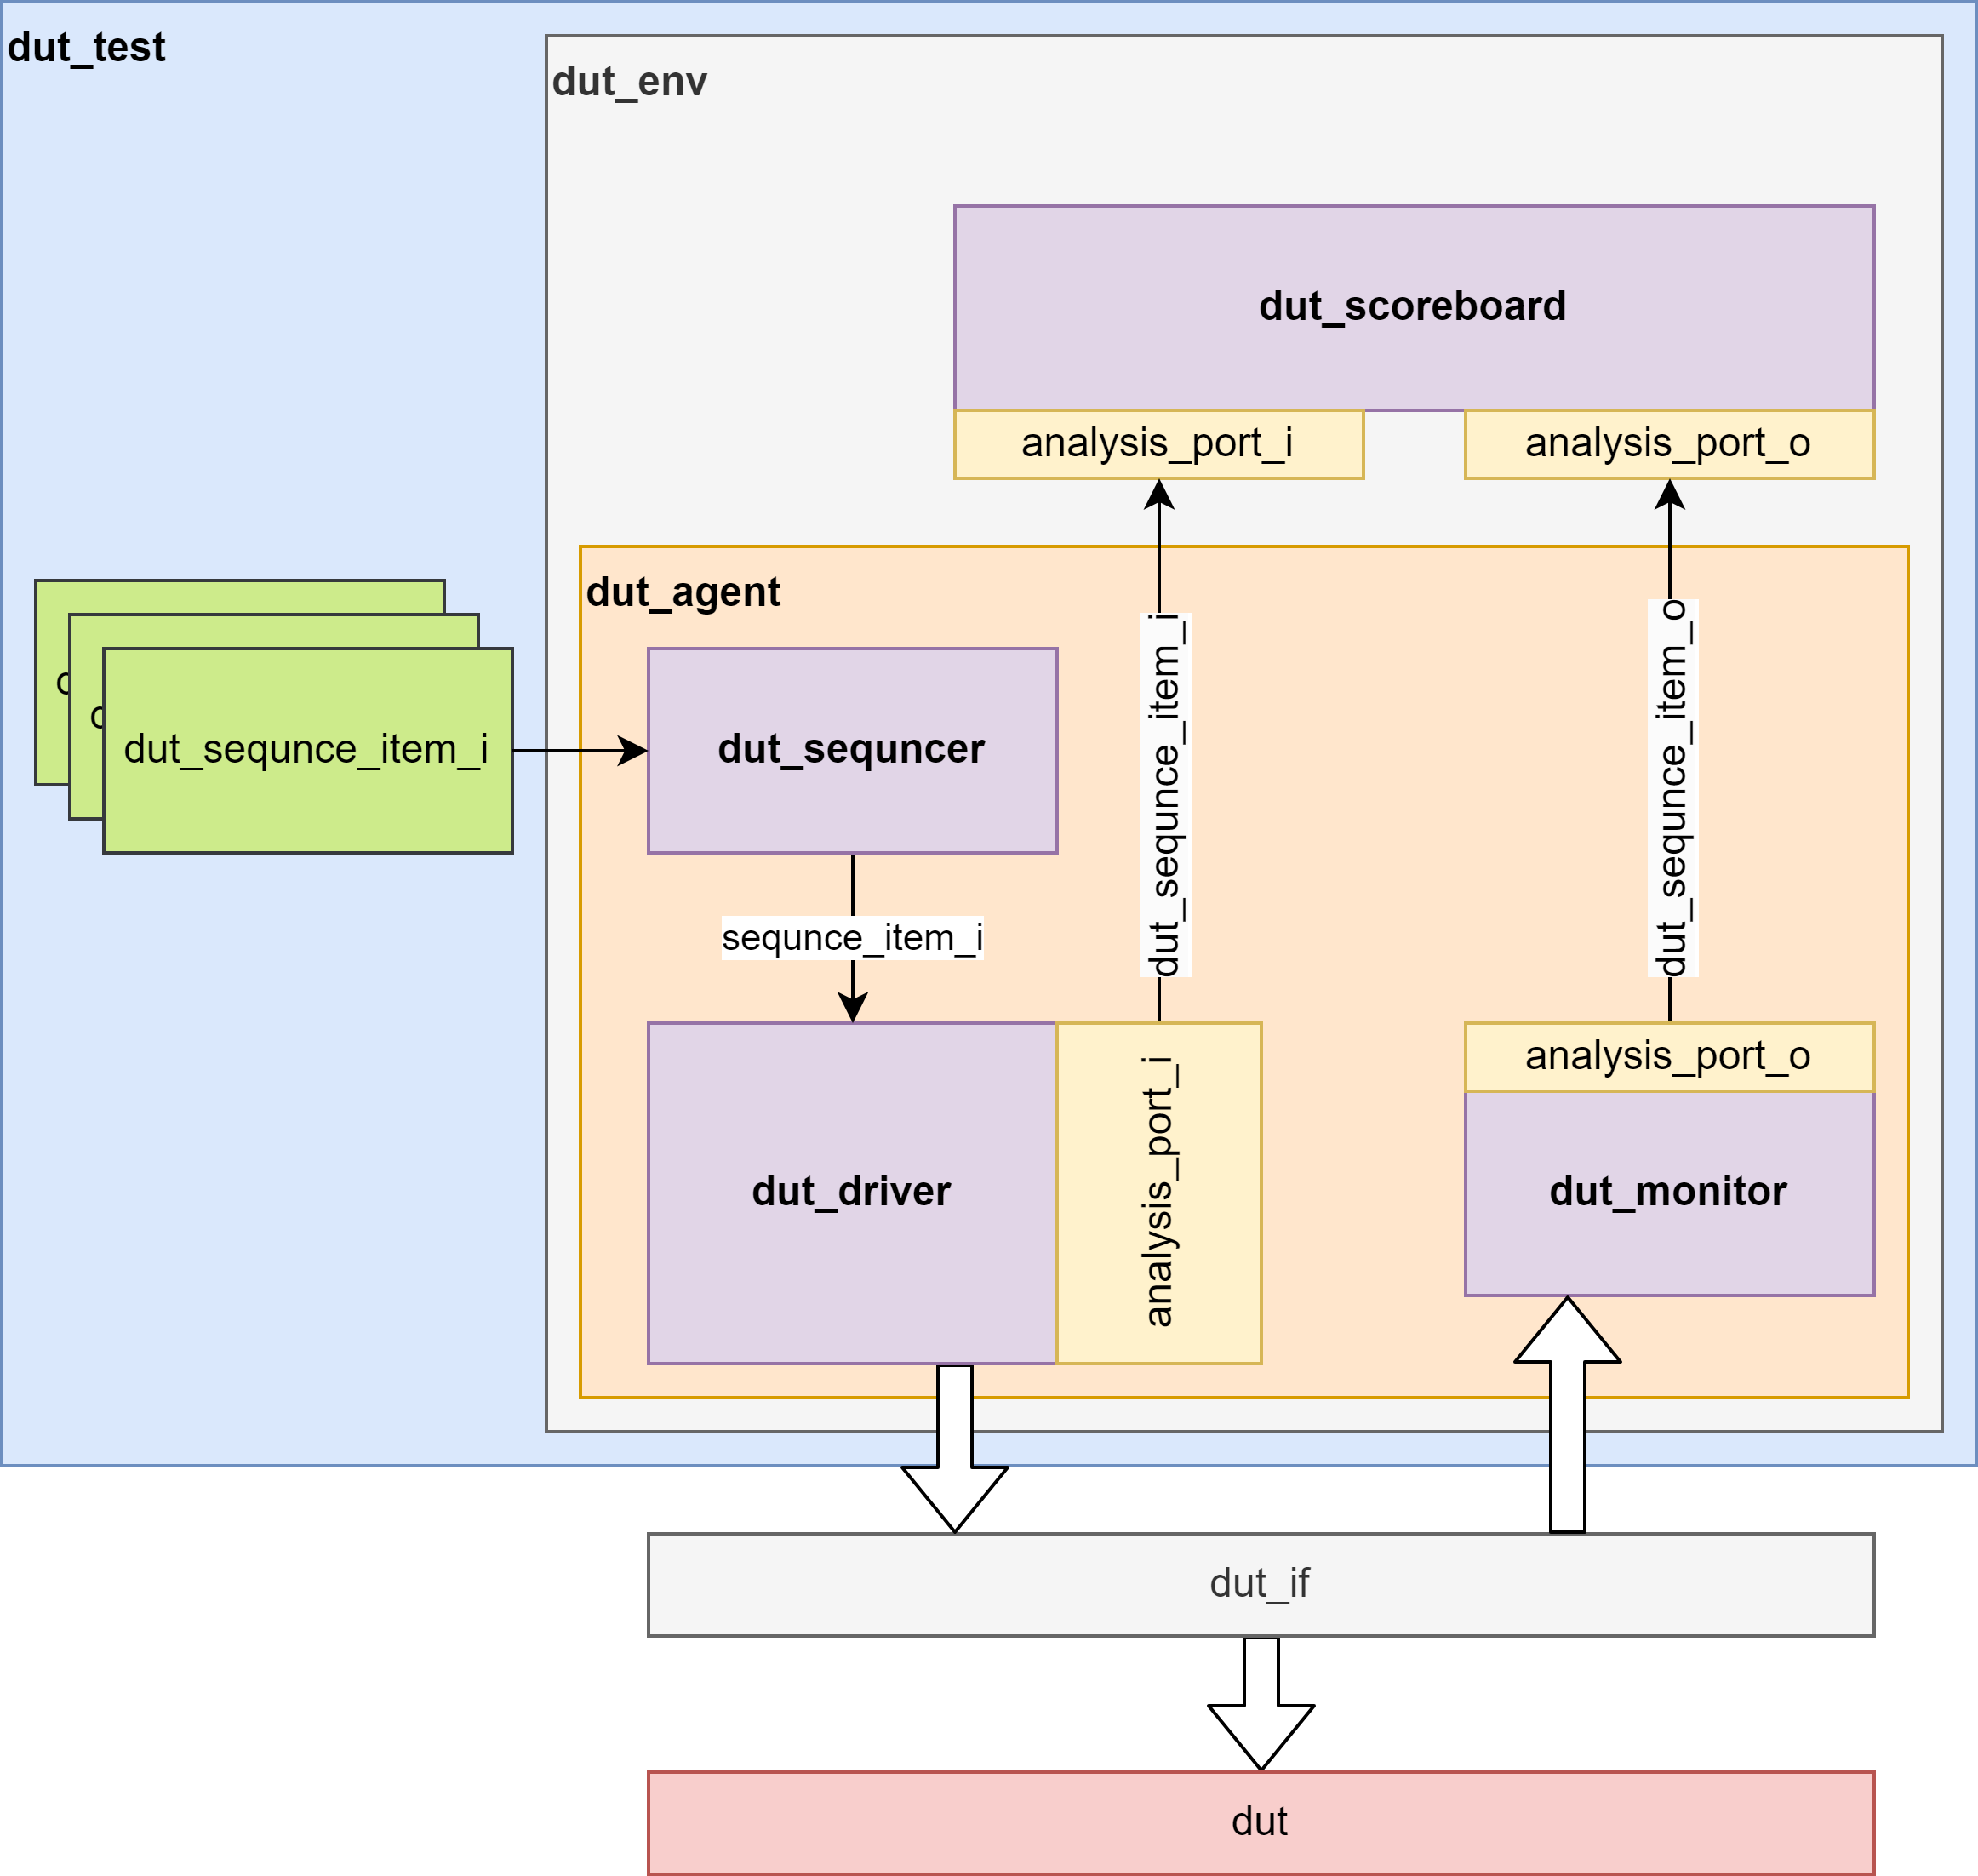 dut_test
dut_env
dut_scoreboard
analysis_port_i
analysis_port_o
dut_agent
dut_sequnce_item_i
dut_sequncer
dut_sequnce_item_i
dut_sequnce_item_o
sequnce_item_i
dut_driver
analysis_port_i
analysis_port_o
dut_monitor
dut_if
dut